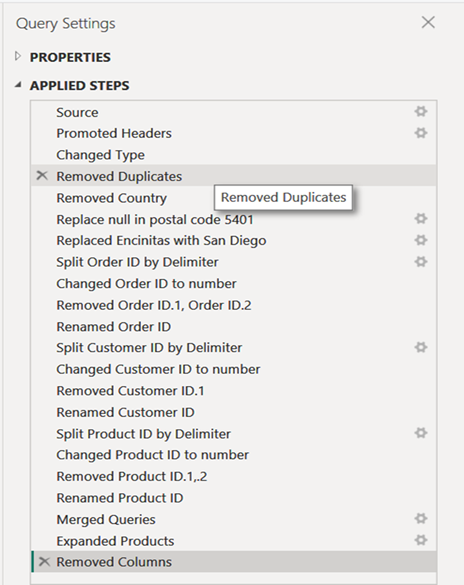 Query Settings
PROPERTIES
APPLIED STEPS
Source
Promoted Headers
Changed Type
Removed Duplicates
Removed Country
Removed Duplicates
Replace null in postal code 5401
Replaced Encinitas with San Diego
Split Order ID by Delimiter
Changed Order ID to number
Removed Order ID.1, Order ID.2
Renamed Order ID
Split Customer ID by Delimiter
Changed Customer ID to number
Removed Customer ID.1
Renamed Customer ID
Split Product ID by Delimiter
Changed Product ID to number
Removed Product ID.1,.2
Renamed Product ID
Merged Queries
Expanded Products
Removed Columns